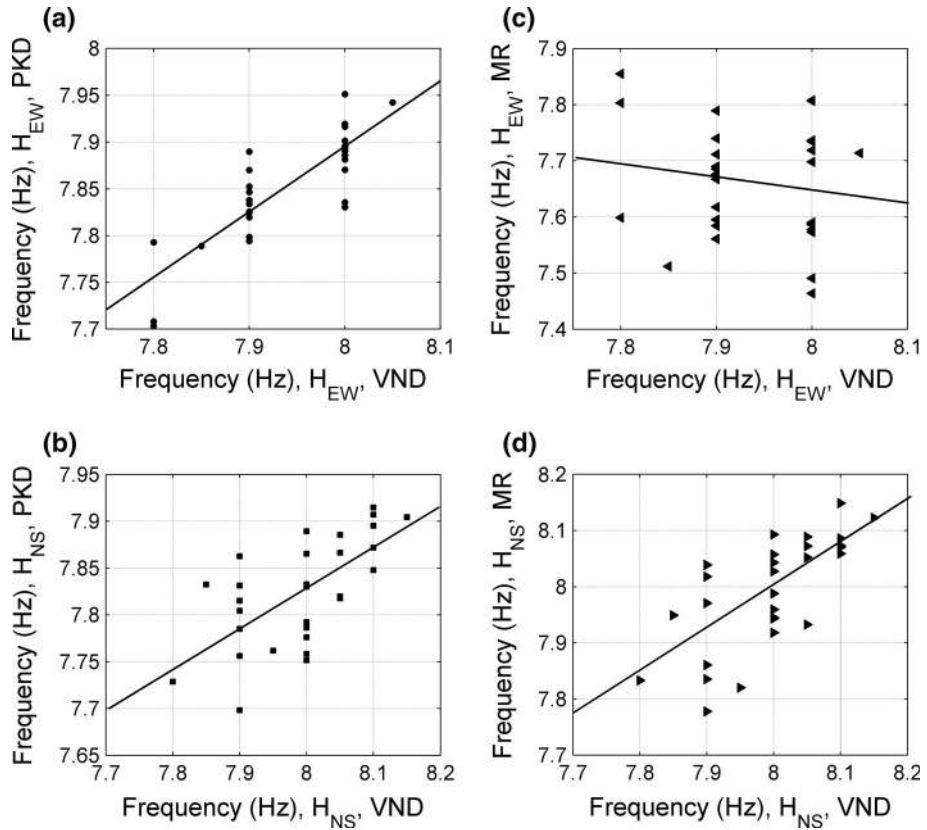 (a)
8
7.95
7.9
7.85
7.8
7.75
7.7
7.8 7.9 8 8.1
Frequency (Hz), H_EW, PKD
Frequency (Hz), H_EW, VND
(c)
7.9
7.8
7.7
7.6
7.5
7.4
7.8 7.9 8 8.1
Frequency (Hz), H_EW, MR
Frequency (Hz), H_EW, VND
(b)
7.95
7.9
7.85
7.8
7.75
7.7
7.65
7.7 7.8 7.9 8 8.1 8.2
Frequency (Hz), H_NS, PKD
Frequency (Hz), H_NS, VND
(d)
8.2
8.1
8
7.9
7.8
7.7
7.7 7.8 7.9 8 8.1 8.2
Frequency (Hz), H_NS, MR
Frequency (Hz), H_NS, VND